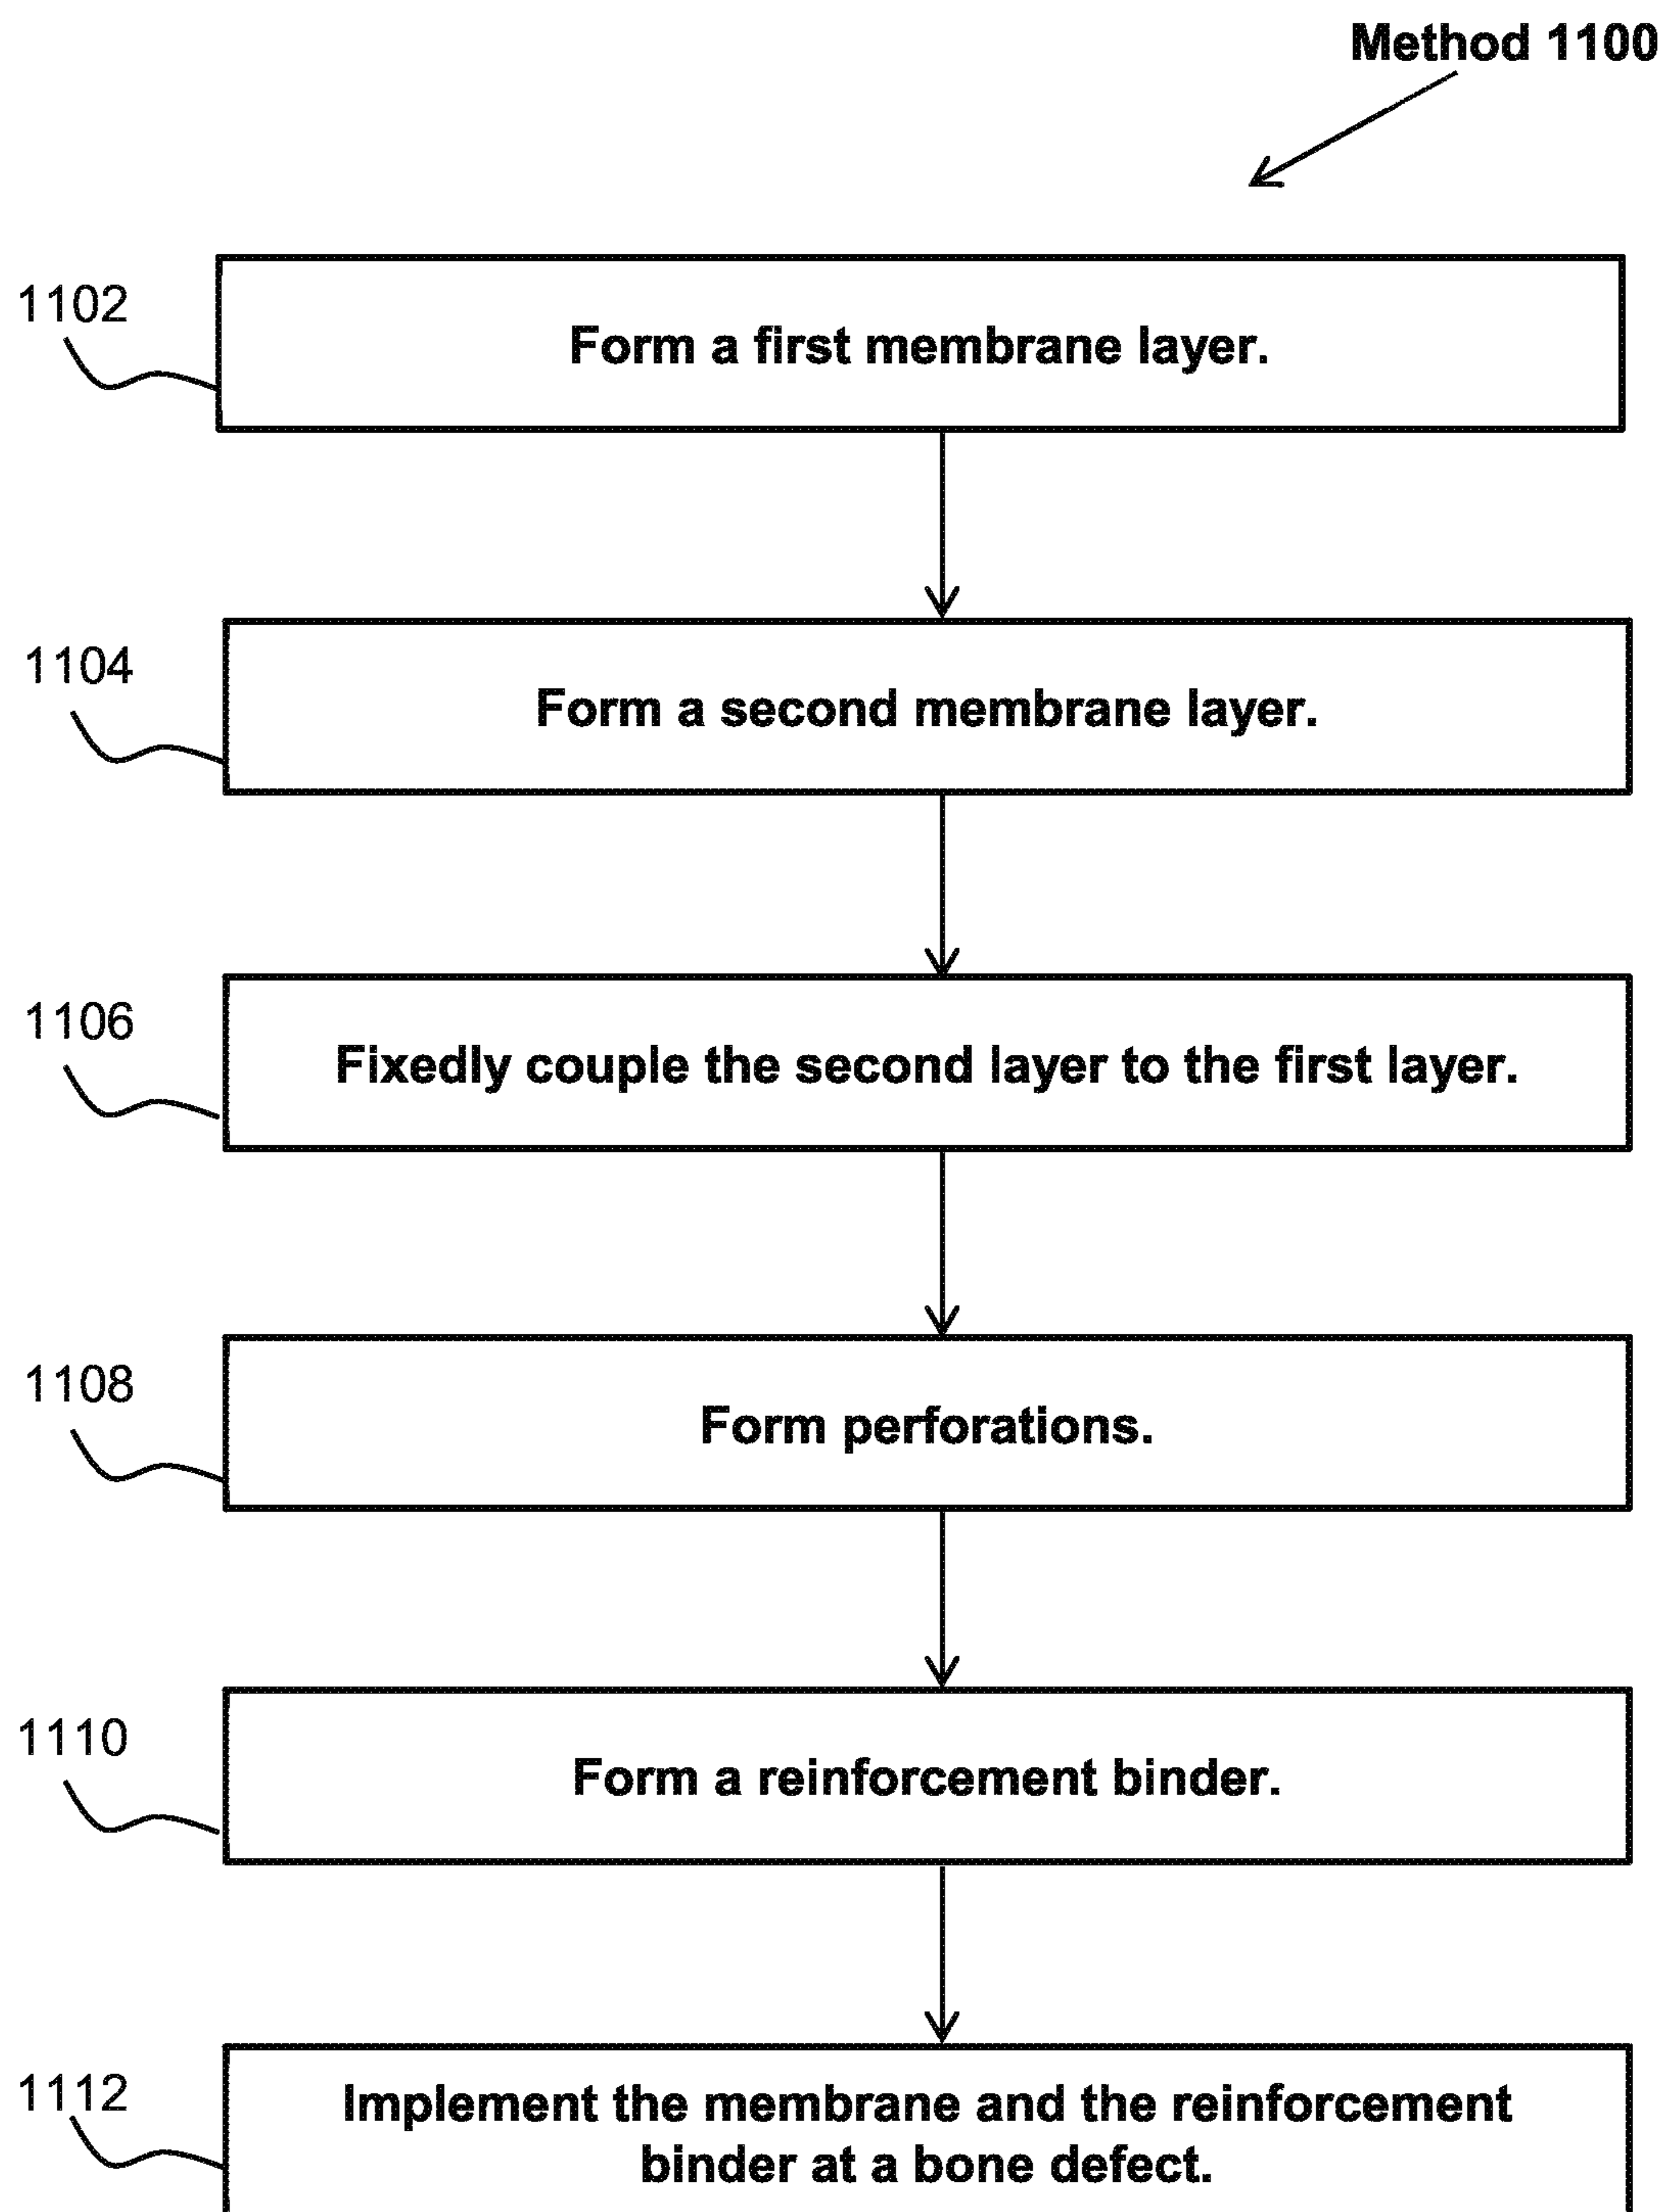 Method 1100
1102
Form a first membrane layer.
1104
Form a second membrane layer.
1106
Fixedly couple the second layer to the first layer.
1108
Form perforations.
1110
Form a reinforcement binder.
1112
Implement the membrane and the reinforcement
binder at a bone defect.